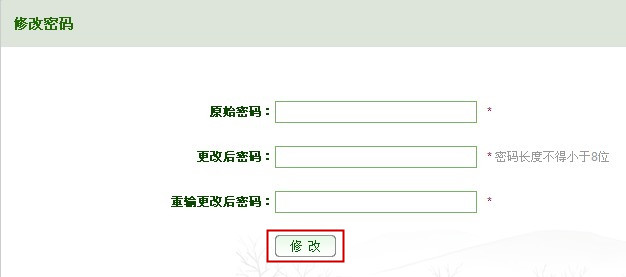 修改密码
原始密码： *
更改后密码： * 密码长度不得小于8位
重输更改后密码： *
修 改